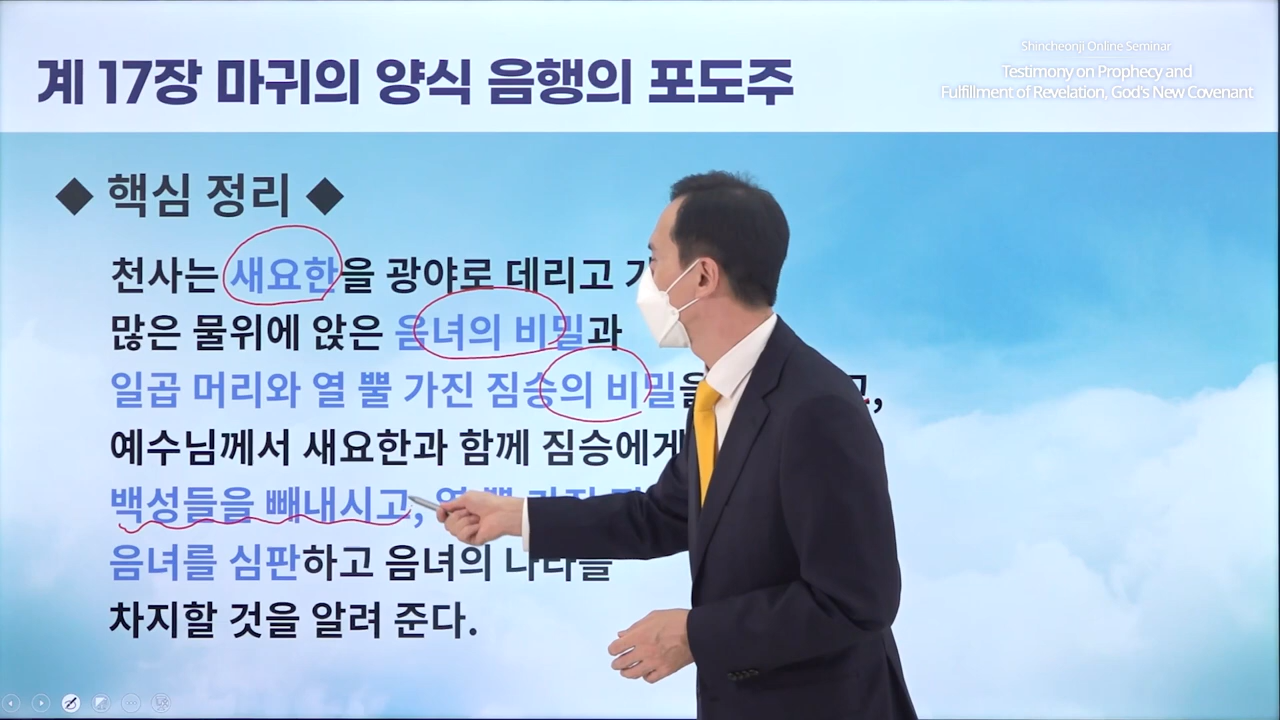 계 17장 마귀의 양식 음행의 포도주
Shincheonji Online Seminar
Testimony on Prophecy and
Fulfillment of Revelation, God's New Covenant
◆ 핵심 정리 ◆
천사는 새요한을 광야로 데리고
많은 물위에 앉은 음녀의 비밀과
일곱 머리와 열 뿔 가진 짐승의 비밀을
예수님께서 새요한과 함께 짐승에게
백성들을 빼내시고,
음녀를 심판하고 음녀의 나라를
차지할 것을 알려 준다.